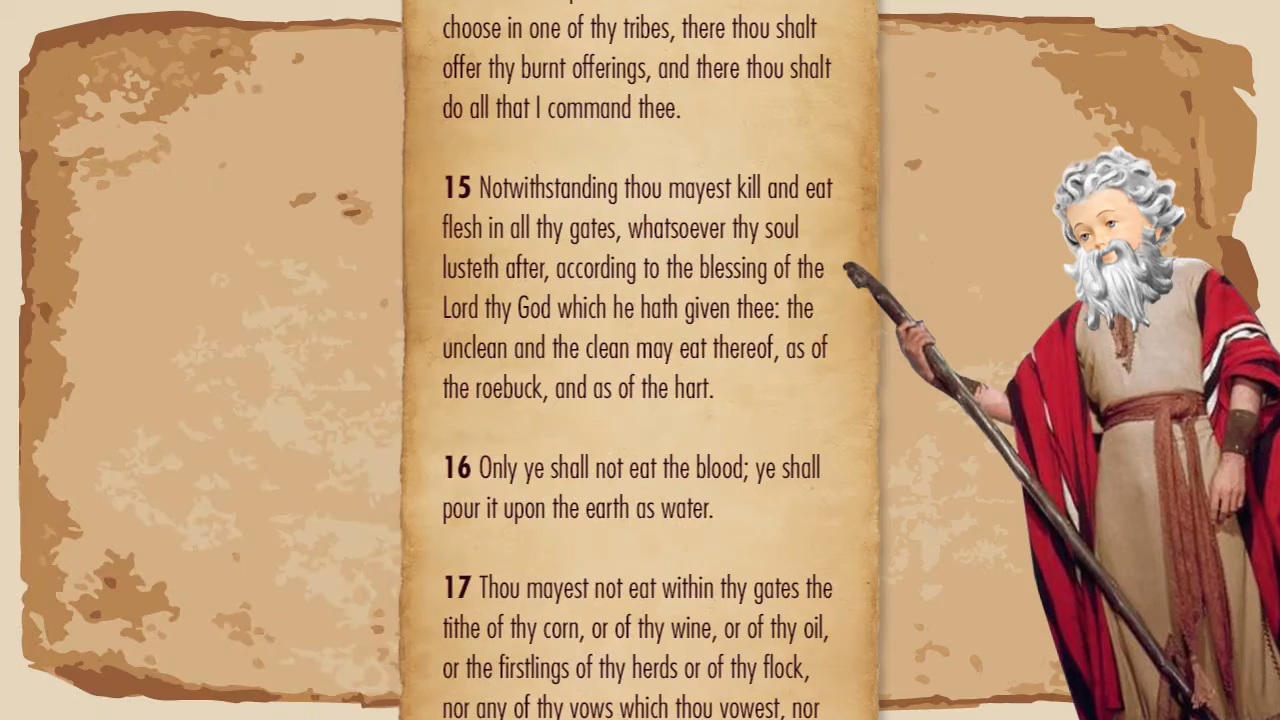 choose in one of thy tribes, there thou shalt
offer thy burnt offerings, and there thou shalt
do all that I command thee.
15 Notwithstanding thou mayest kill and eat
flesh in all thy gates, whatsoever thy soul
lusteth after, according to the blessing of the
Lord thy God which he hath given thee: the
unclean and the clean may eat thereof, as of
the roebuck, and as of the hart.
16 Only ye shall not eat the blood; ye shall
pour it upon the earth as water.
17 Thou mayest not eat within thy gates the
tithe of thy corn, or of thy wine, or of thy oil,
or the firstlings of thy herds or of thy flock,
nor any of thy vows which thou vowest, nor